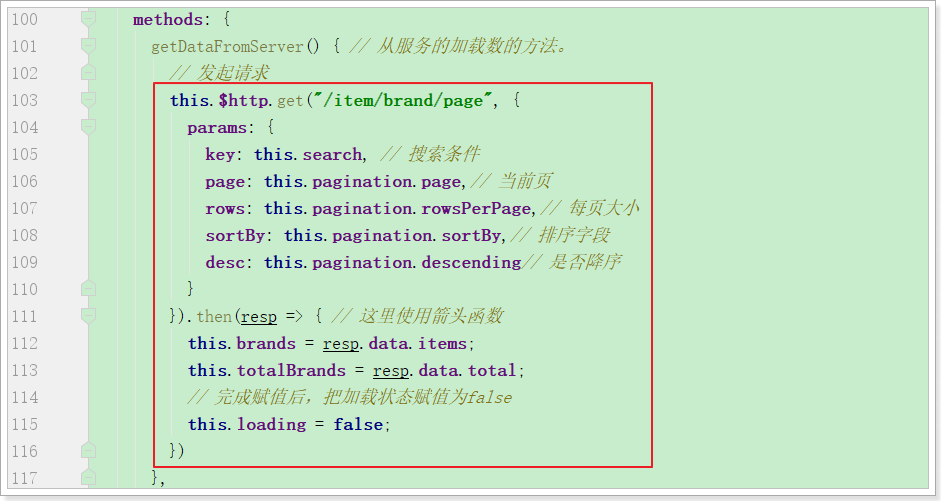 100 methods: {
101 getDataFromServer() { // 从服务的加载数的方法。
102 // 发起请求
103 this.$http.get("/item/brand/page", {
104 params: {
105 key: this.search, // 搜索条件
106 page: this.pagination.page,// 当前页
107 rows: this.pagination.rowsPerPage,// 每页大小
108 sortBy: this.pagination.sortBy,// 排序字段
109 desc: this.pagination.descending// 是否降序
110 }
111 }).then(resp => { // 这里使用箭头函数
112 this.brands = resp.data.items;
113 this.totalBrands = resp.data.total;
114 // 完成赋值后，把加载状态赋值为false
115 this.loading = false;
116 })
117 },